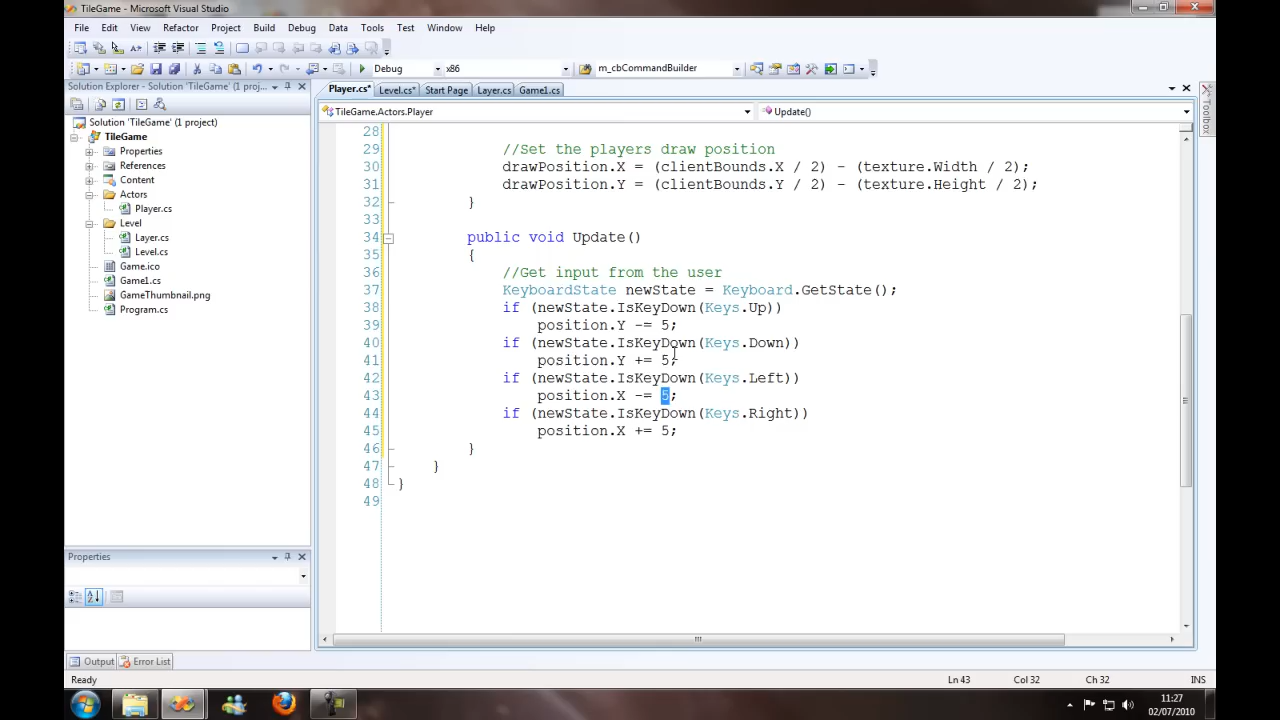 TileGame - Microsoft Visual Studio
File Edit View Refactor Project Build Debug Data Tools Test Window Help
Debug x86 m_cbCommandBuilder
Solution Explorer - Solution 'TileGame' (1 proj...
Player.cs* Level.cs* Start Page Layer.cs Game1.cs
TileGame.Actors.Player Update()
Toolbox
Solution 'TileGame' (1 project)
TileGame
Properties
References
Content
Actors
Player.cs
Level
Layer.cs
Level.cs
Game.ico
Game1.cs
GameThumbnail.png
Program.cs
28
29 //Set the players draw position
30 drawPosition.X = (clientBounds.X / 2) - (texture.Width / 2);
31 drawPosition.Y = (clientBounds.Y / 2) - (texture.Height / 2);
32 }
33
34 public void Update()
35 {
36 //Get input from the user
37 KeyboardState newState = Keyboard.GetState();
38 if (newState.IsKeyDown(Keys.Up))
39 position.Y -= 5;
40 if (newState.IsKeyDown(Keys.Down))
41 position.Y += 5;
42 if (newState.IsKeyDown(Keys.Left))
43 position.X -= 5;
44 if (newState.IsKeyDown(Keys.Right))
45 position.X += 5;
46 }
47 }
48 }
49
Properties
Output Error List
Ready Ln 43 Col 32 Ch 32 INS
11:27
02/07/2010